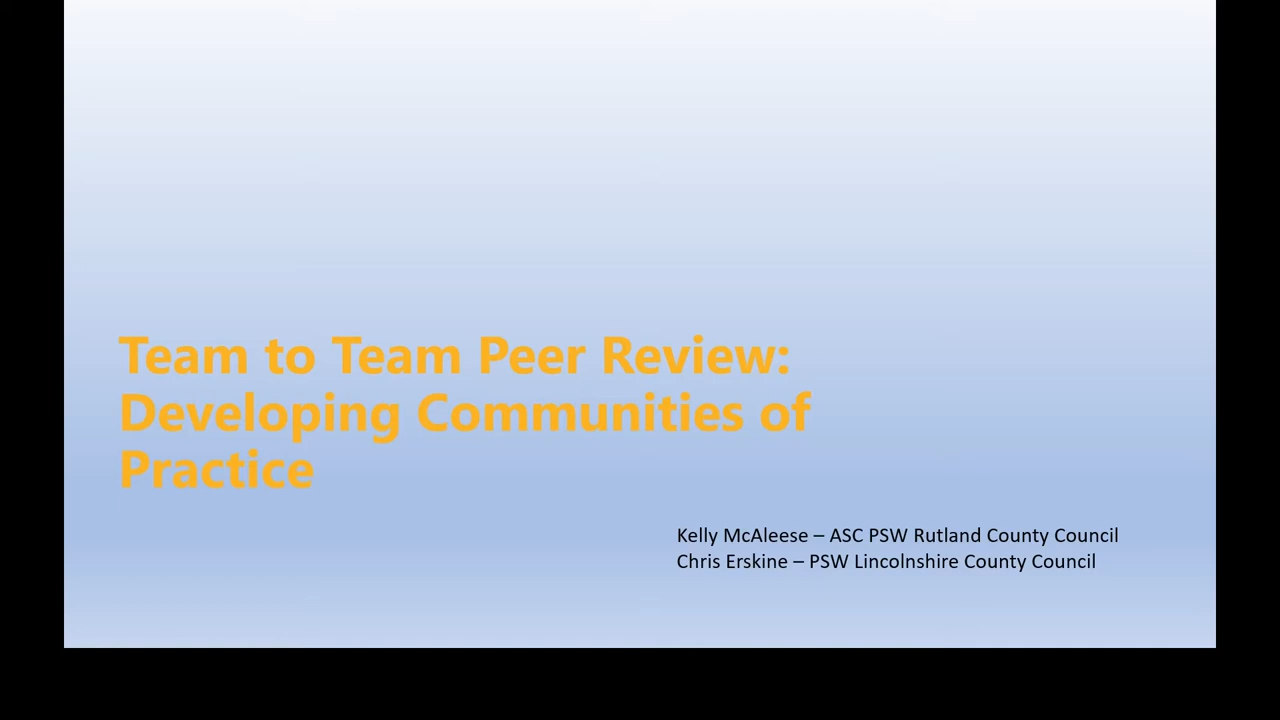 Team to Team Peer Review:
Developing Communities of
Practice
Kelly McAleese – ASC PSW Rutland County Council
Chris Erskine – PSW Lincolnshire County Council